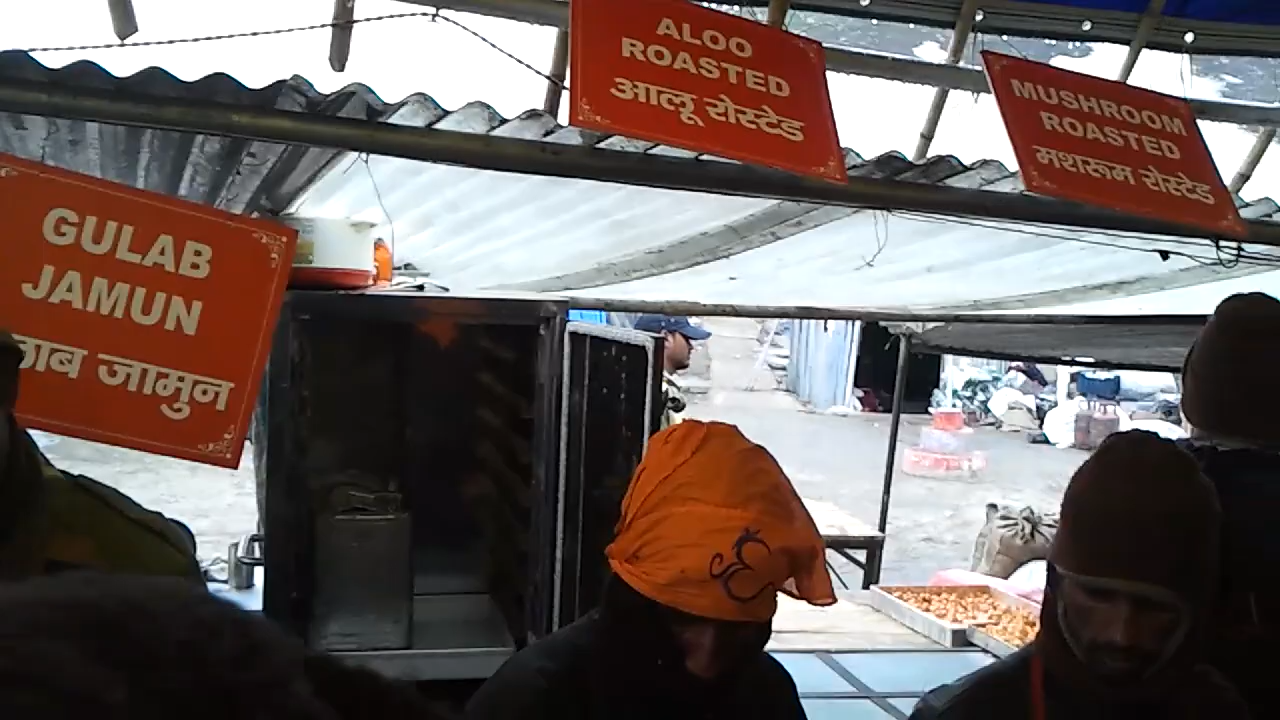 ALOO
ROASTED
आलू रोस्टेड
MUSHROOM
ROASTED
मशरूम रोस्टेड
GULAB
JAMUN
जामुन
ॐ